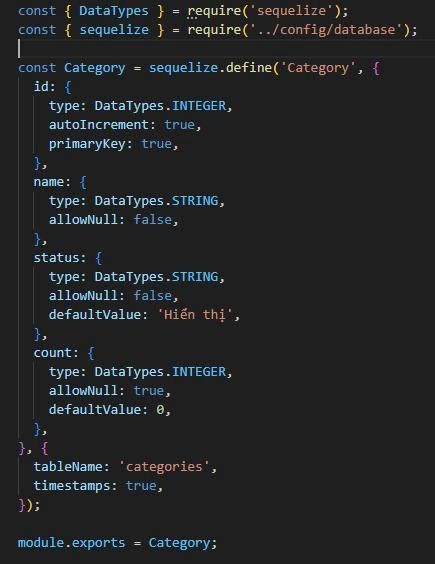 const { DataTypes } = require('sequelize');
const { sequelize } = require('../config/database');
const Category = sequelize.define('Category', {
  id: {
    type: DataTypes.INTEGER,
    autoIncrement: true,
    primaryKey: true,
  },
  name: {
    type: DataTypes.STRING,
    allowNull: false,
  },
  status: {
    type: DataTypes.STRING,
    allowNull: false,
    defaultValue: 'Hiển thị',
  },
  count: {
    type: DataTypes.INTEGER,
    allowNull: true,
    defaultValue: 0,
  },
}, {
  tableName: 'categories',
  timestamps: true,
});
module.exports = Category;